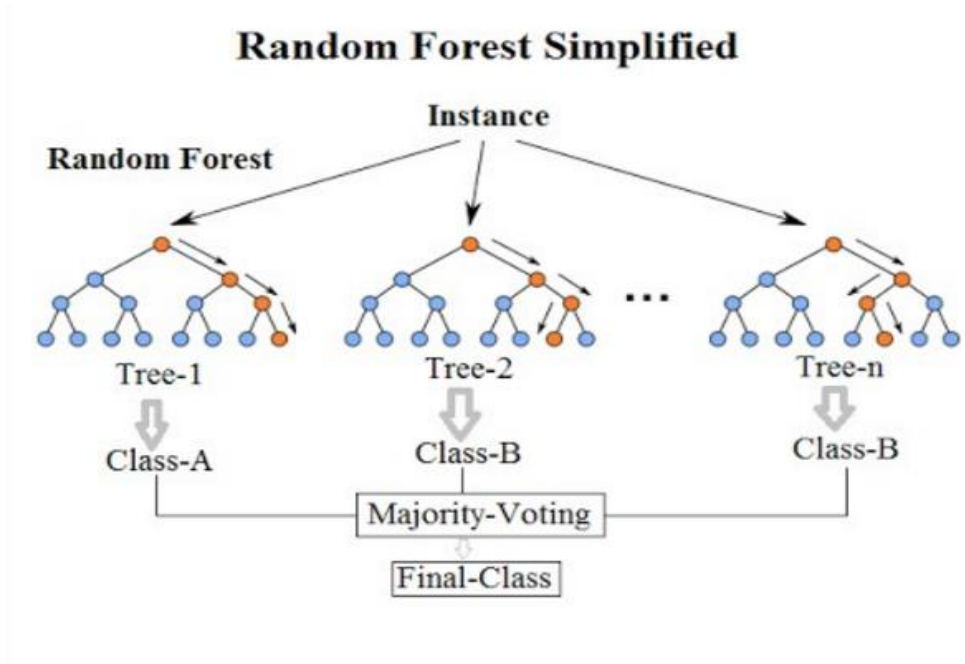 Random Forest Simplified
Instance
Random Forest
...
Tree-1
Tree-2
Tree-n
Class-A
Class-B
Class-B
Majority-Voting
Final-Class